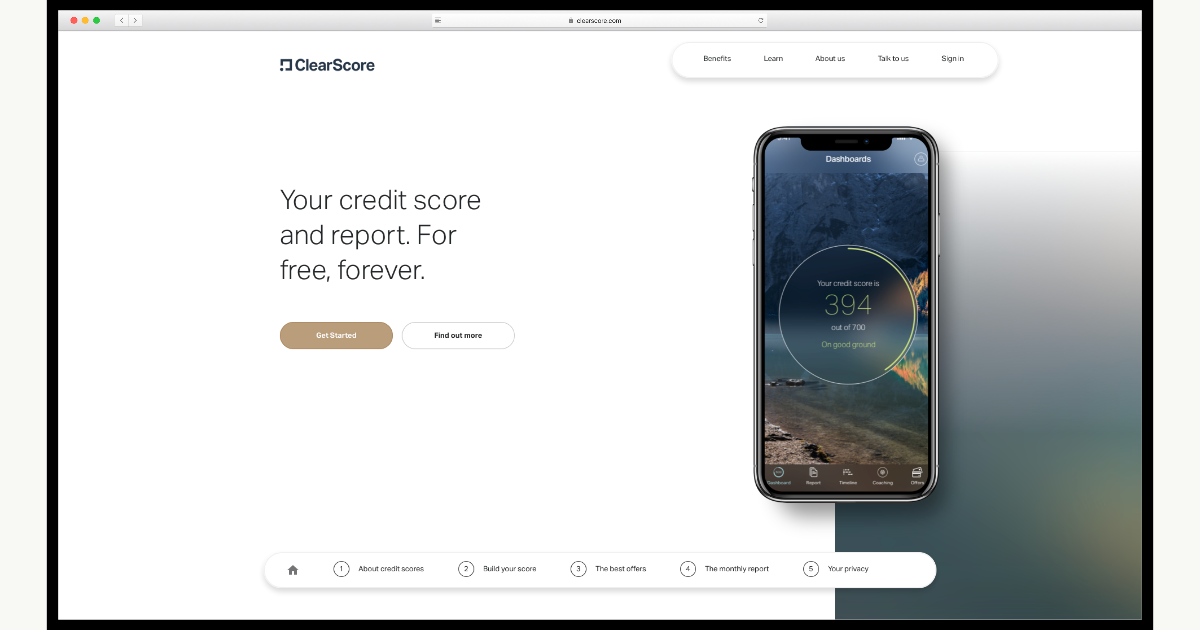 clearscore.com
ClearScore
Benefits
Learn
About us
Talk to us
Sign in
Your credit score
and report. For
free, forever.
Get Started
Find out more
Dashboards
Your credit score is
394
out of 700
On good ground
Dashboard
Report
Timeline
Coaching
Offers
1 About credit scores
2 Build your score
3 The best offers
4 The monthly report
5 Your privacy